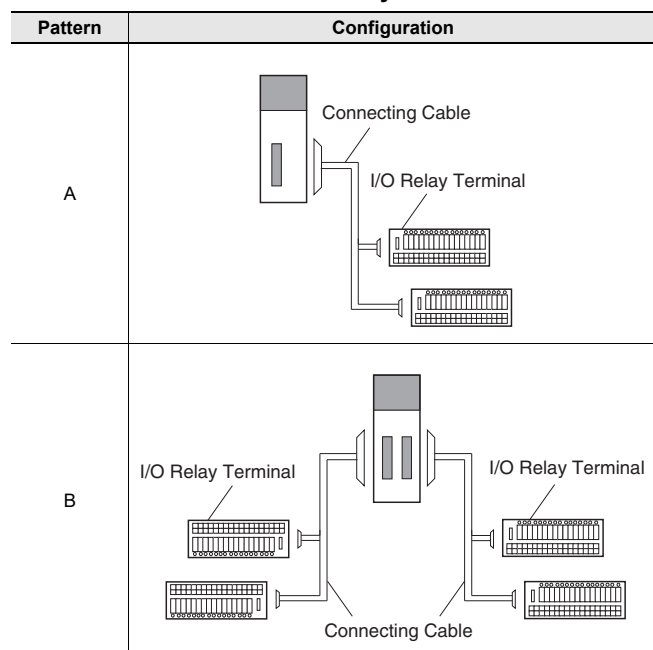 Pattern Configuration
A
Connecting Cable
I/O Relay Terminal
B
I/O Relay Terminal I/O Relay Terminal
Connecting Cable